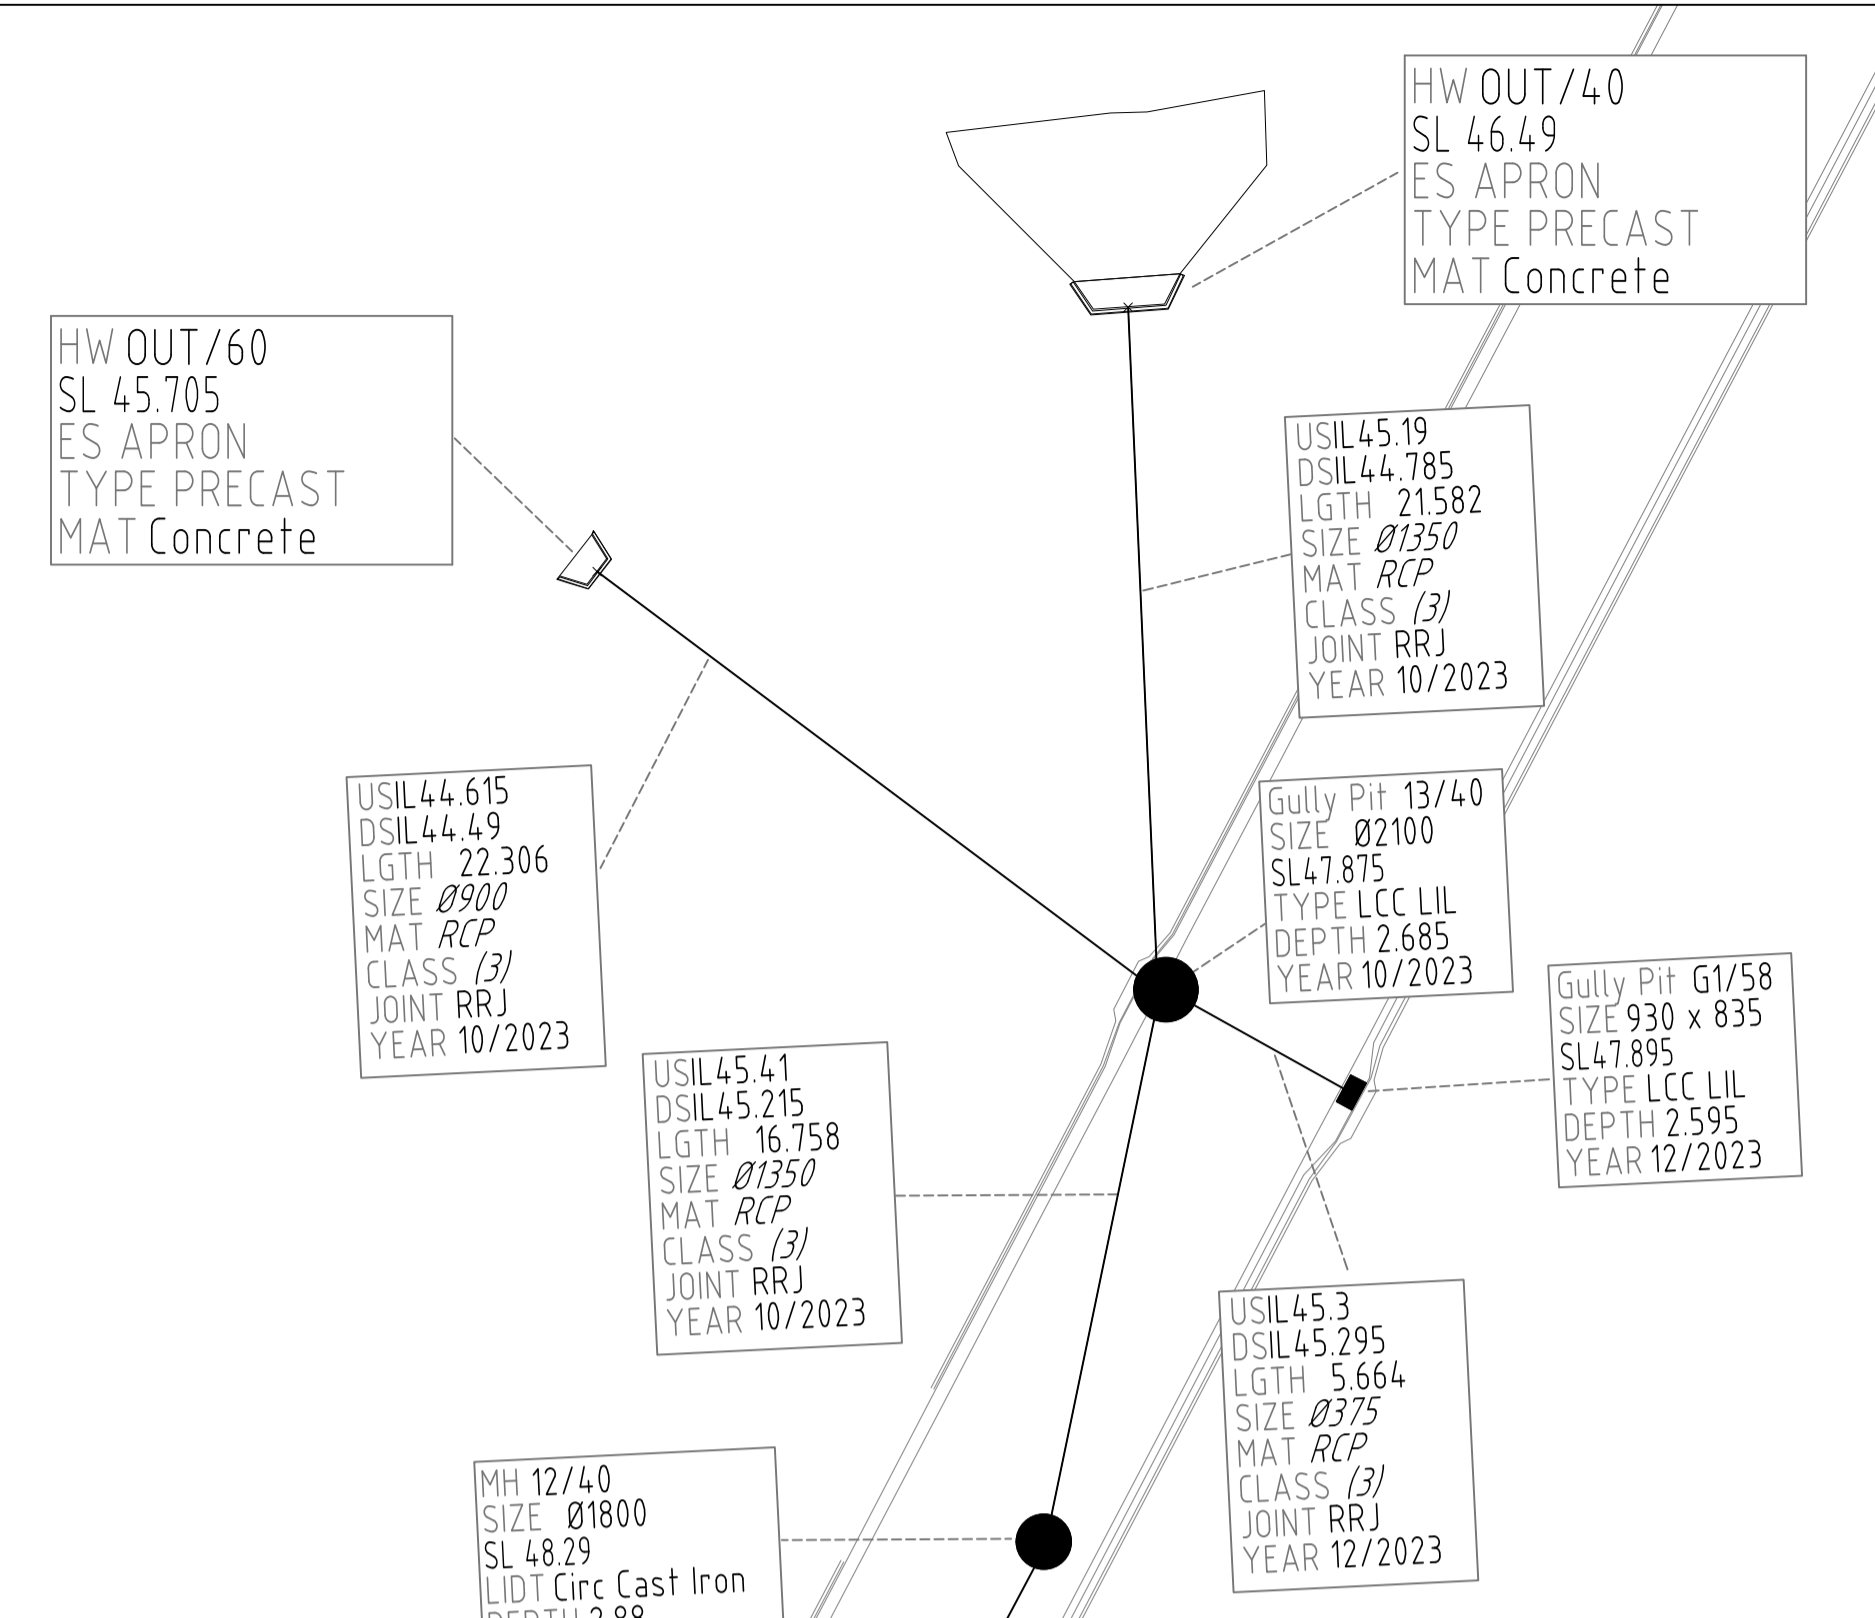 HW OUT/40
SL 46.49
ES APRON
TYPE PRECAST
MAT Concrete
HW OUT/60
SL 45.705
ES APRON
TYPE PRECAST
MAT Concrete
USIL45.19
DSIL44.785
LGTH 21.582
SIZE Ø1350
MAT RCP
CLASS (3)
JOINT RRJ
YEAR 10/2023
USIL44.615
DSIL44.49
LGTH 22.306
SIZE Ø900
MAT RCP
CLASS (3)
JOINT RRJ
YEAR 10/2023
Gully Pit 13/40
SIZE Ø2100
SL47.875
TYPE LCC LIL
DEPTH 2.685
YEAR 10/2023
Gully Pit G1/58
SIZE 930 x 835
SL47.895
TYPE LCC LIL
DEPTH 2.595
YEAR 12/2023
USIL45.41
DSIL45.215
LGTH 16.758
SIZE Ø1350
MAT RCP
CLASS (3)
JOINT RRJ
YEAR 10/2023
USIL45.3
DSIL45.295
LGTH 5.664
SIZE Ø375
MAT RCP
CLASS (3)
JOINT RRJ
YEAR 12/2023
MH 12/40
SIZE Ø1800
SL 48.29
LIDT Circ Cast Iron
DEPTH 2.88